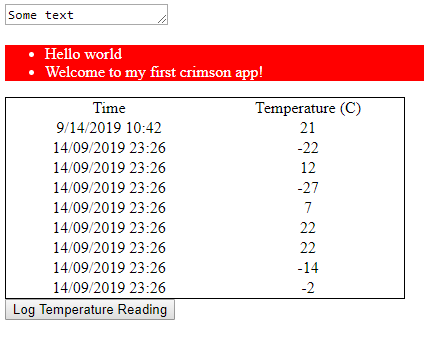 Some text
Hello world
Welcome to my first crimson app!
Time Temperature (C)
9/14/2019 10:42 21
14/09/2019 23:26 -22
14/09/2019 23:26 12
14/09/2019 23:26 -27
14/09/2019 23:26 7
14/09/2019 23:26 22
14/09/2019 23:26 22
14/09/2019 23:26 -14
14/09/2019 23:26 -2
Log Temperature Reading